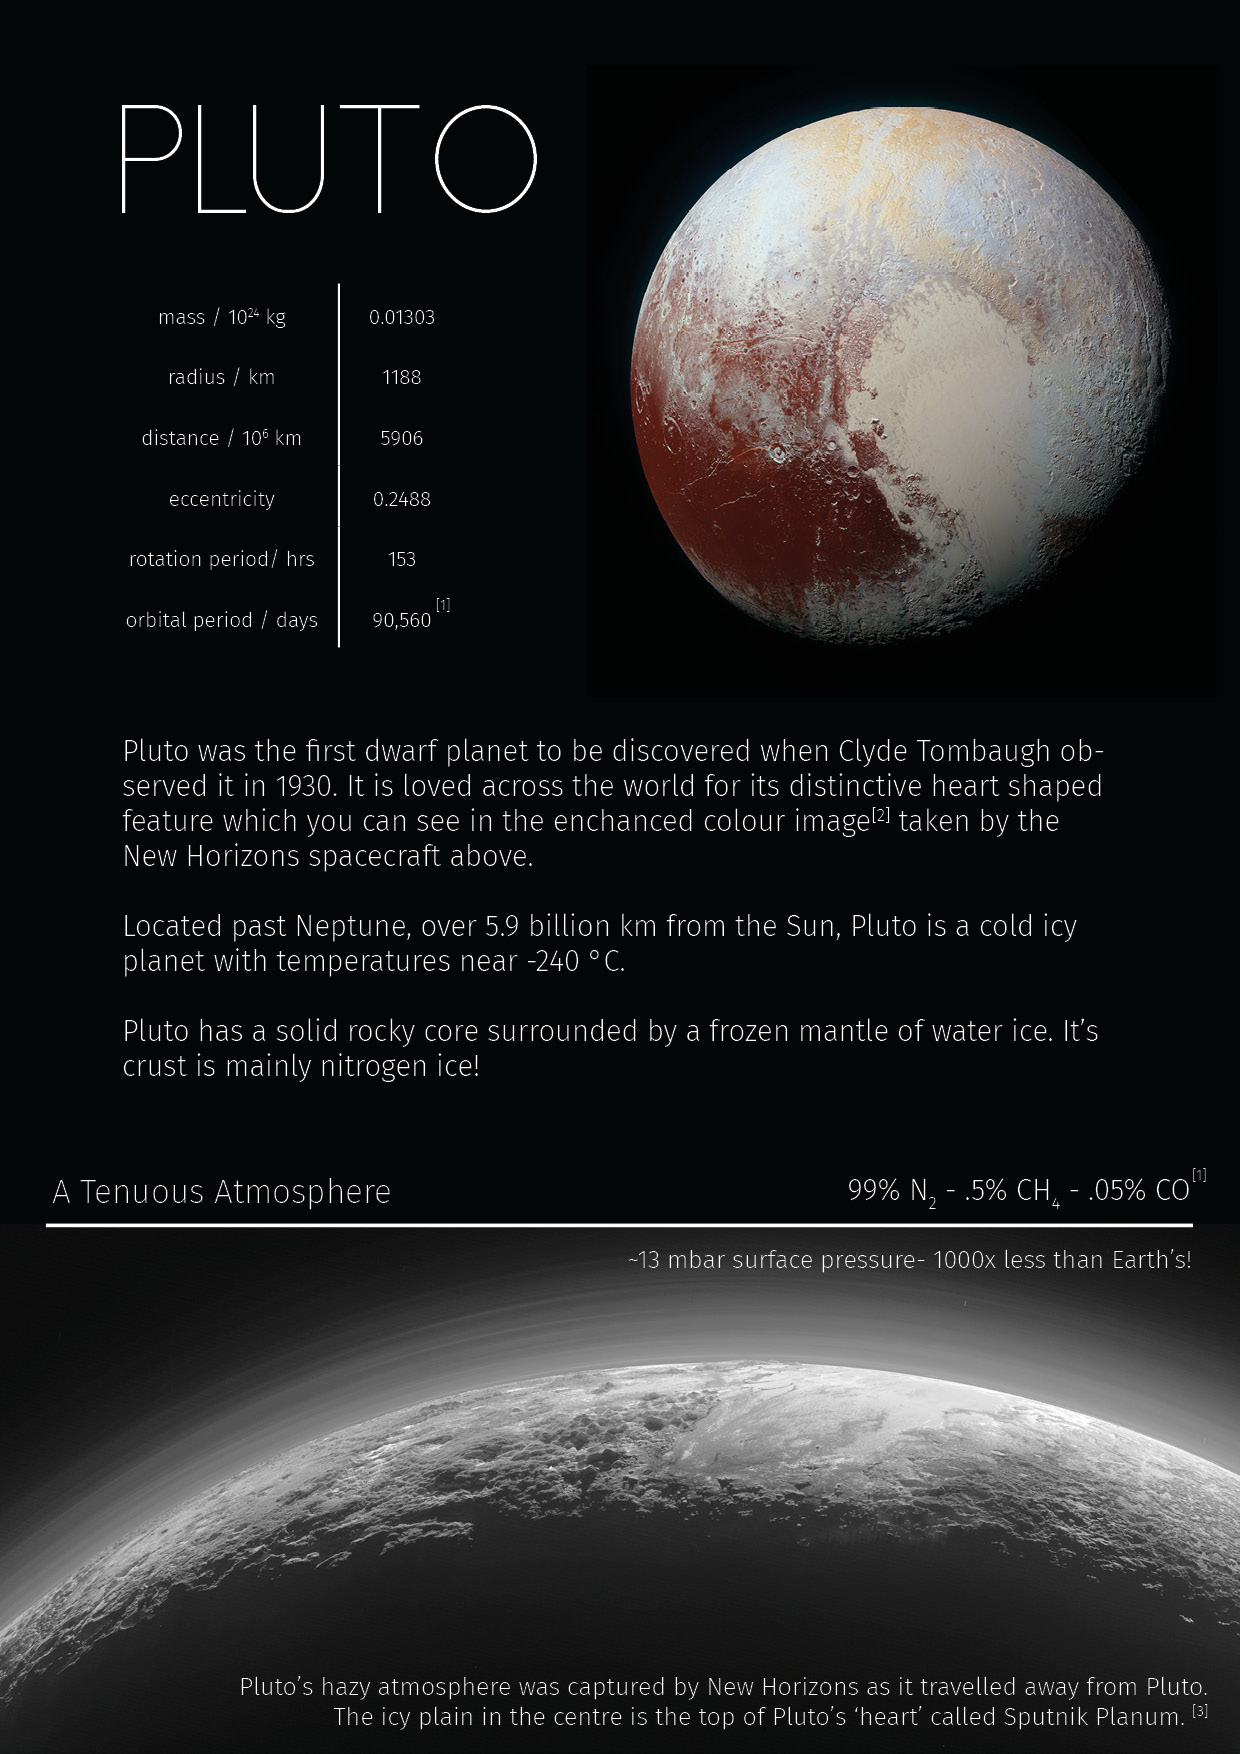 PLUTO
mass / 10²⁴ kg 0.01303
radius / km 1188
distance / 10⁶ km 5906
eccentricity 0.2488
rotation period/ hrs 153
orbital period / days 90,560 [1]
Pluto was the first dwarf planet to be discovered when Clyde Tombaugh ob-
served it in 1930. It is loved across the world for its distinctive heart shaped
feature which you can see in the enchanced colour image[2] taken by the
New Horizons spacecraft above.
Located past Neptune, over 5.9 billion km from the Sun, Pluto is a cold icy
planet with temperatures near -240 °C.
Pluto has a solid rocky core surrounded by a frozen mantle of water ice. It’s
crust is mainly nitrogen ice!
A Tenuous Atmosphere 99% N₂ - .5% CH₄ - .05% CO[1]
~13 mbar surface pressure- 1000x less than Earth’s!
Pluto’s hazy atmosphere was captured by New Horizons as it travelled away from Pluto.
The icy plain in the centre is the top of Pluto’s ‘heart’ called Sputnik Planum. [3]